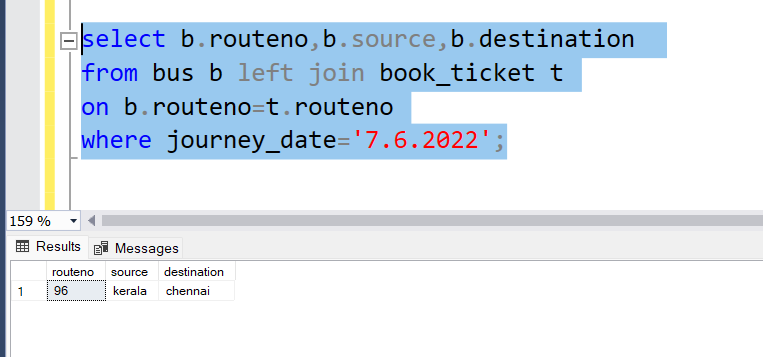 select b.routeno,b.source,b.destination
from bus b left join book_ticket t
on b.routeno=t.routeno
where journey_date='7.6.2022';
159 %
Results Messages
routeno source destination
1 96 kerala chennai